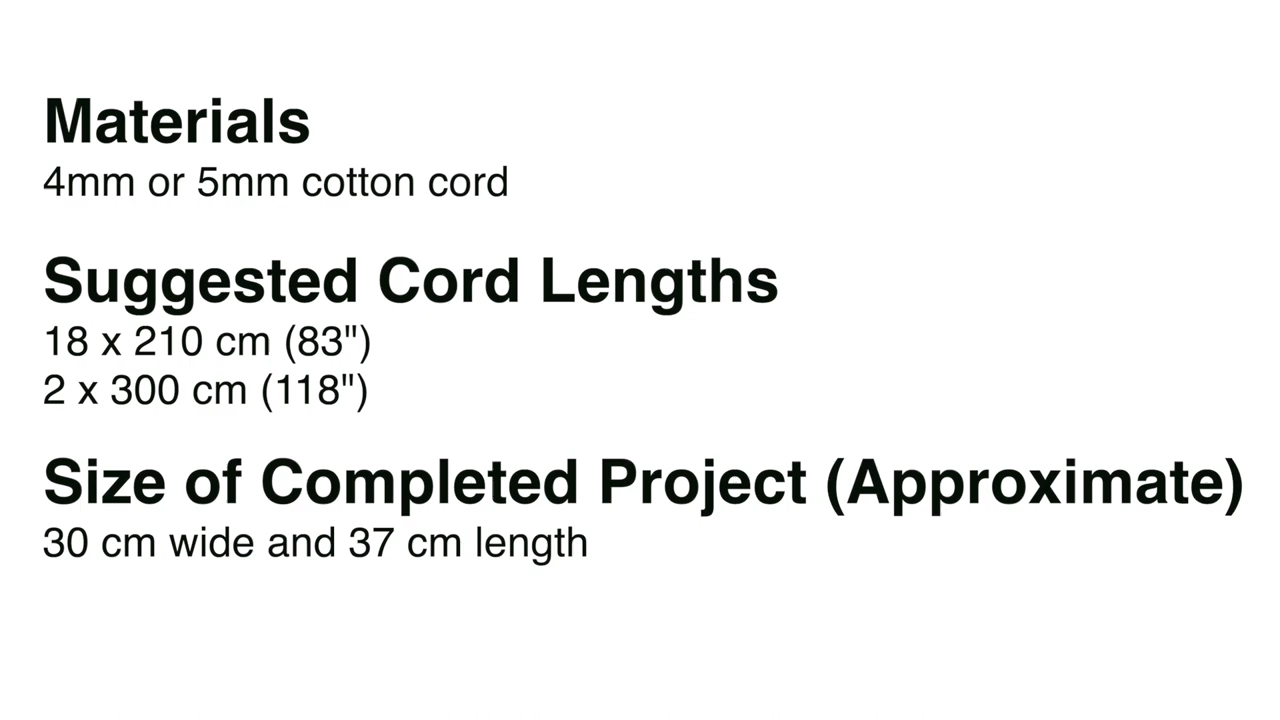 Materials
4mm or 5mm cotton cord
Suggested Cord Lengths
18 x 210 cm (83")
2 x 300 cm (118")
Size of Completed Project (Approximate)
30 cm wide and 37 cm length